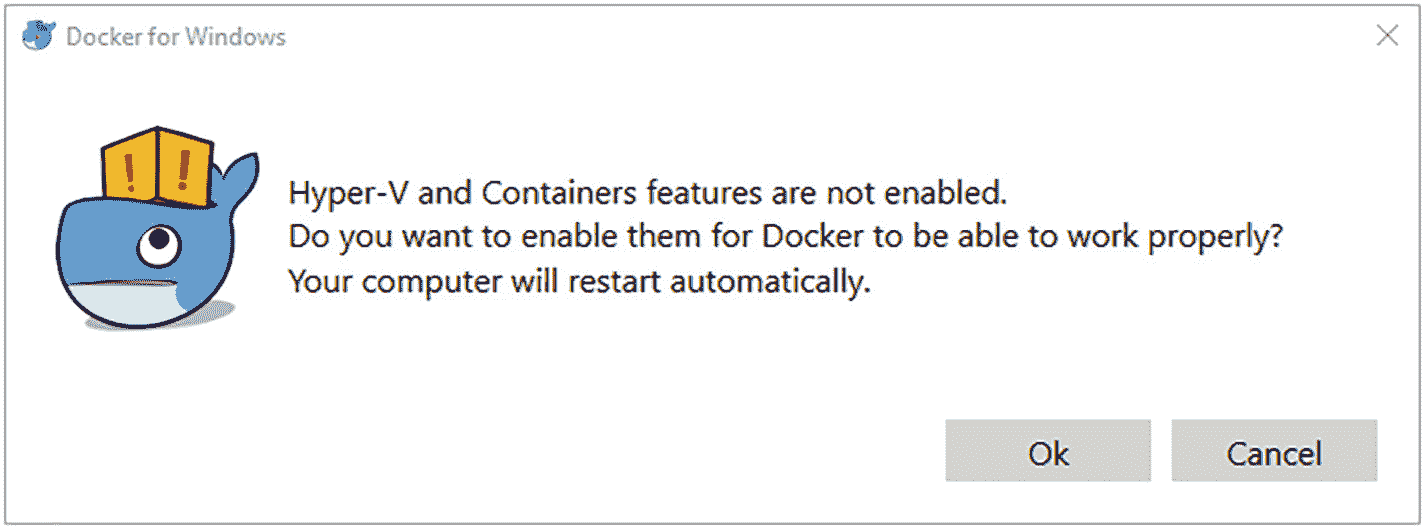 Docker for Windows
! !
Hyper-V and Containers features are not enabled.
Do you want to enable them for Docker to be able to work properly?
Your computer will restart automatically.
Ok Cancel